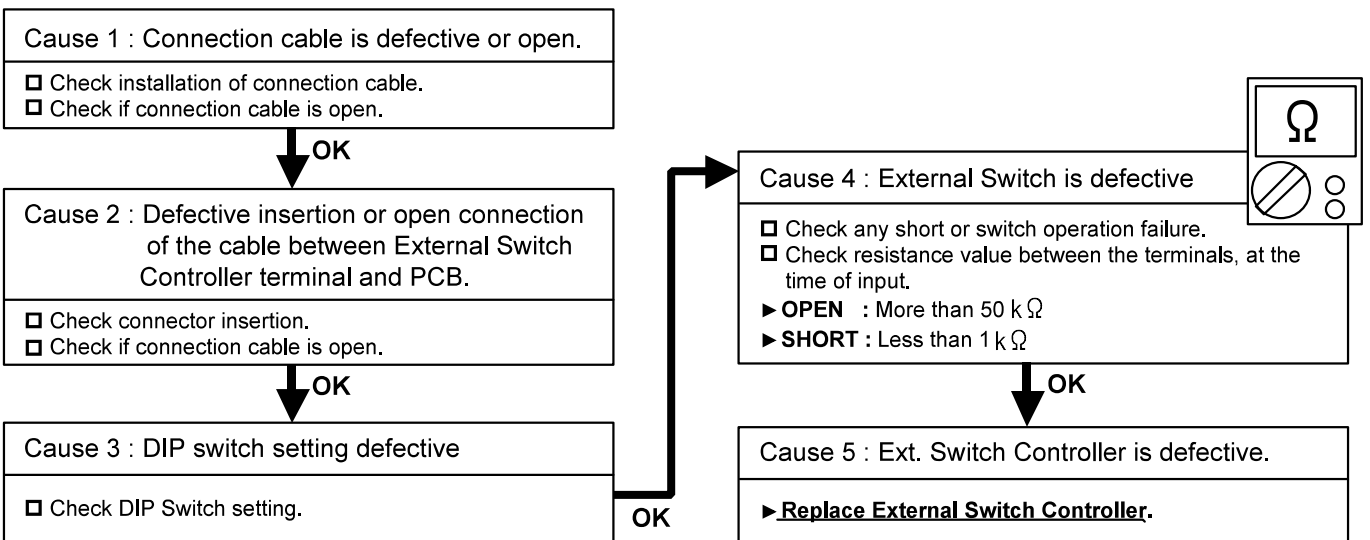 Cause 1 : Connection cable is defective or open.
Check installation of connection cable.
Check if connection cable is open.
OK
Cause 2 : Defective insertion or open connection
of the cable between External Switch
Controller terminal and PCB.
Check connector insertion.
Check if connection cable is open.
OK
Cause 3 : DIP switch setting defective
Check DIP Switch setting.
OK
Ω
Cause 4 : External Switch is defective
Check any short or switch operation failure.
Check resistance value between the terminals, at the
time of input.
►OPEN : More than 50 kΩ
►SHORT : Less than 1 kΩ
OK
Cause 5 : Ext. Switch Controller is defective.
►Replace External Switch Controller.